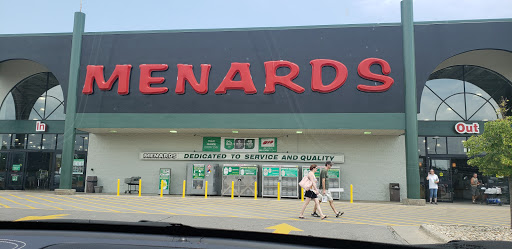 MENARDS
In
Out
MENARDS
DEDICATED TO SERVICE AND QUALITY